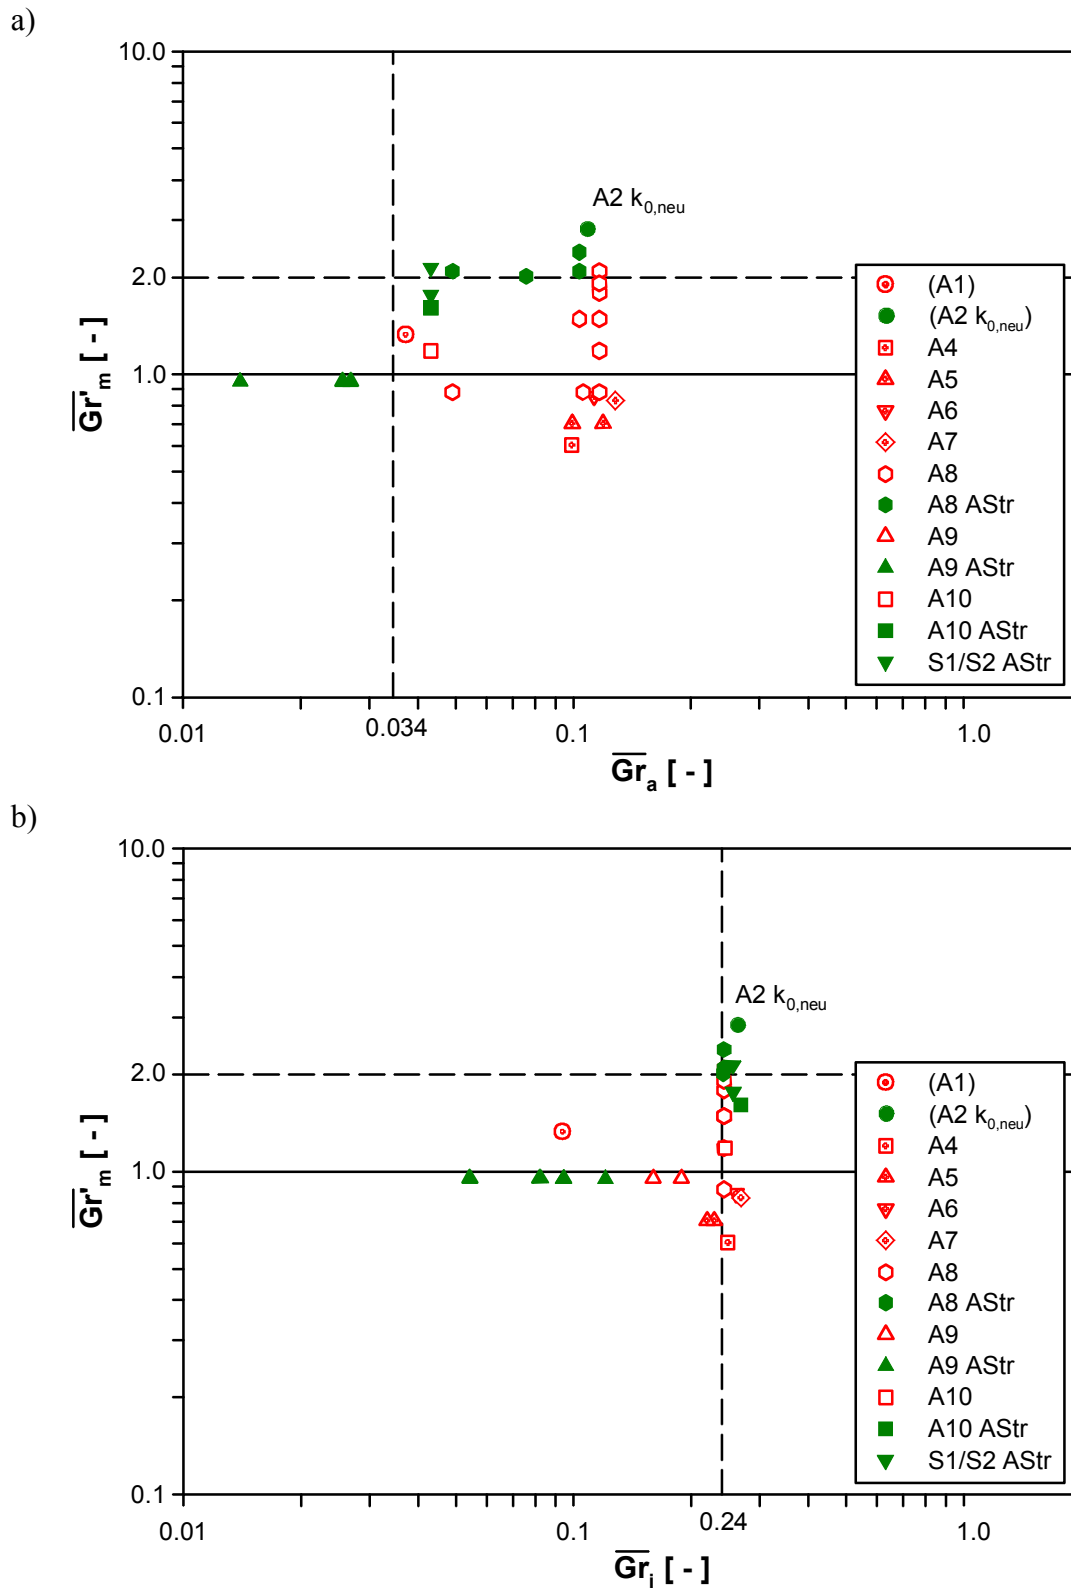 a)
10.0
A2 k0,neu
2.0
1.0
0.1
Gr'm [ - ]
(A1)
(A2 k0,neu)
A4
A5
A6
A7
A8
A8 AStr
A9
A9 AStr
A10
A10 AStr
S1/S2 AStr
0.01
0.034
0.1
1.0
Gra [ - ]
b)
10.0
A2 k0,neu
2.0
1.0
0.1
Gr'm [ - ]
(A1)
(A2 k0,neu)
A4
A5
A6
A7
A8
A8 AStr
A9
A9 AStr
A10
A10 AStr
S1/S2 AStr
0.01
0.1
0.24
1.0
Gri [ - ]